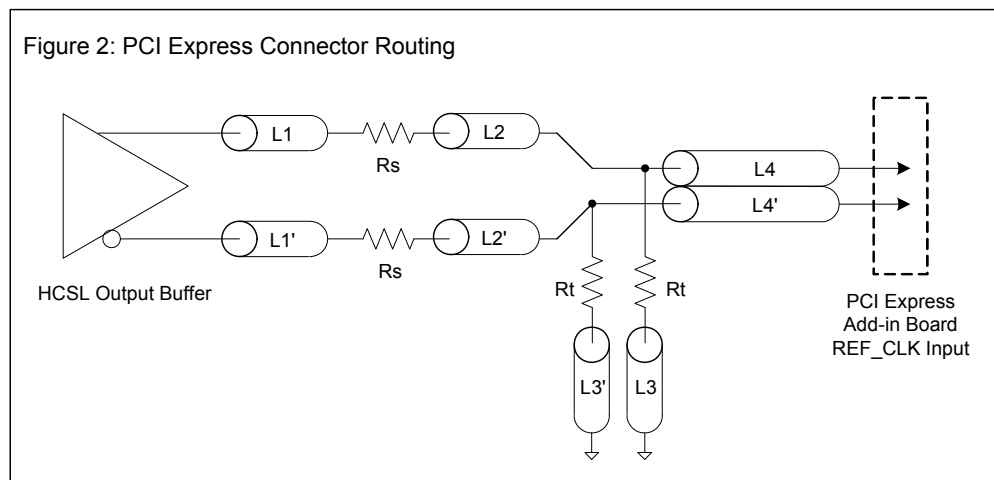 Figure 2: PCI Express Connector Routing
L1
Rs
L2
L4
L4'
L1'
Rs
L2'
HCSL Output Buffer
Rt
Rt
L3'
L3
PCI Express
Add-in Board
REF_CLK Input